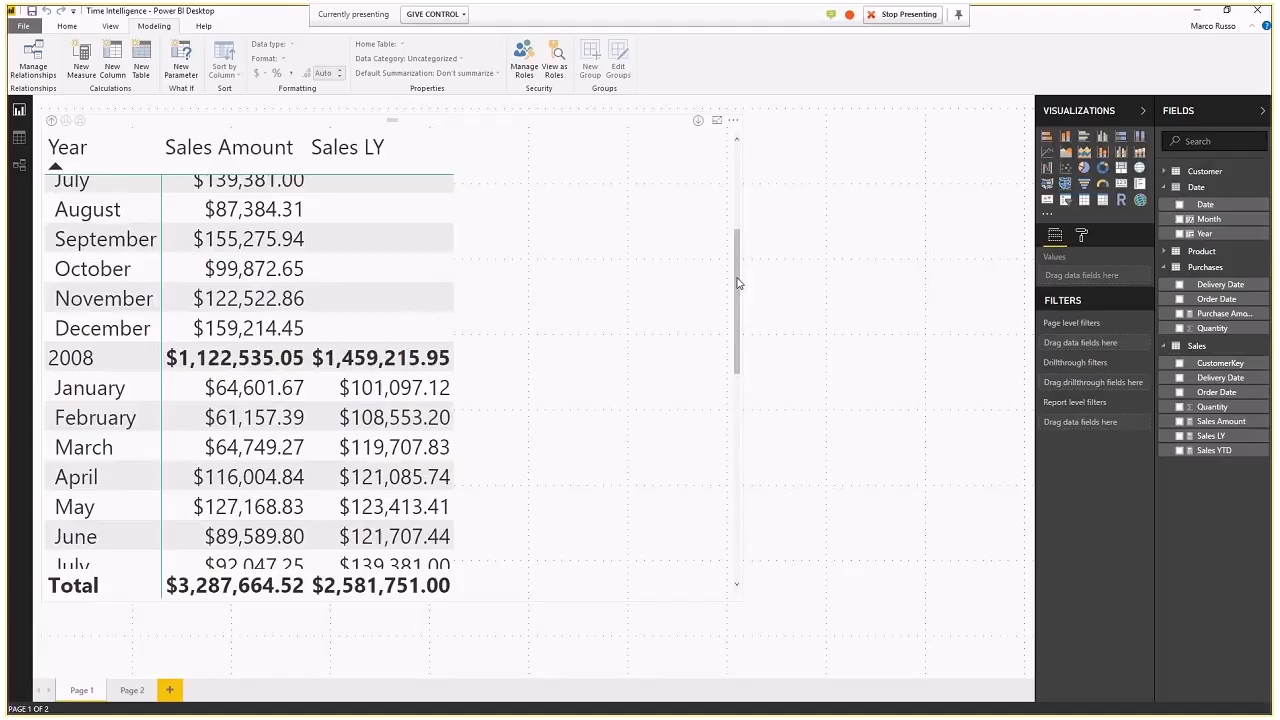 Time Intelligence - Power BI Desktop
Currently presenting
GIVE CONTROL
Stop Presenting
Marco Russo
File
Home
View
Modeling
Help
Manage Relationships
New Measure
New Column
New Table
New Parameter
Sort by Column
Data type:
Format:
$ % , Auto
Home Table:
Data Category: Uncategorized
Default Summarization: Don't summarize
Manage Roles
View as Roles
New Group
Edit Groups
Relationships
Calculations
What If
Sort
Formatting
Properties
Security
Groups
Year Sales Amount Sales LY
July $139,381.00
August $87,384.31
September $155,275.94
October $99,872.65
November $122,522.86
December $159,214.45
2008 $1,122,535.05 $1,459,215.95
January $64,601.67 $101,097.12
February $61,157.39 $108,553.20
March $64,749.27 $119,707.83
April $116,004.84 $121,085.74
May $127,168.83 $123,413.41
June $89,589.80 $121,707.44
July $92,047.25 $139,381.00
Total $3,287,664.52 $2,581,751.00
VISUALIZATIONS
R
Values
Drag data fields here
FILTERS
Page level filters
Drag data fields here
Drillthrough filters
Drag drillthrough fields here
Report level filters
Drag data fields here
FIELDS
Search
Customer
Date
Date
Month
Year
Product
Purchases
Delivery Date
Order Date
Purchase Amo...
Quantity
Sales
CustomerKey
Delivery Date
Order Date
Quantity
Sales Amount
Sales LY
Sales YTD
Page 1
Page 2
PAGE 1 OF 2